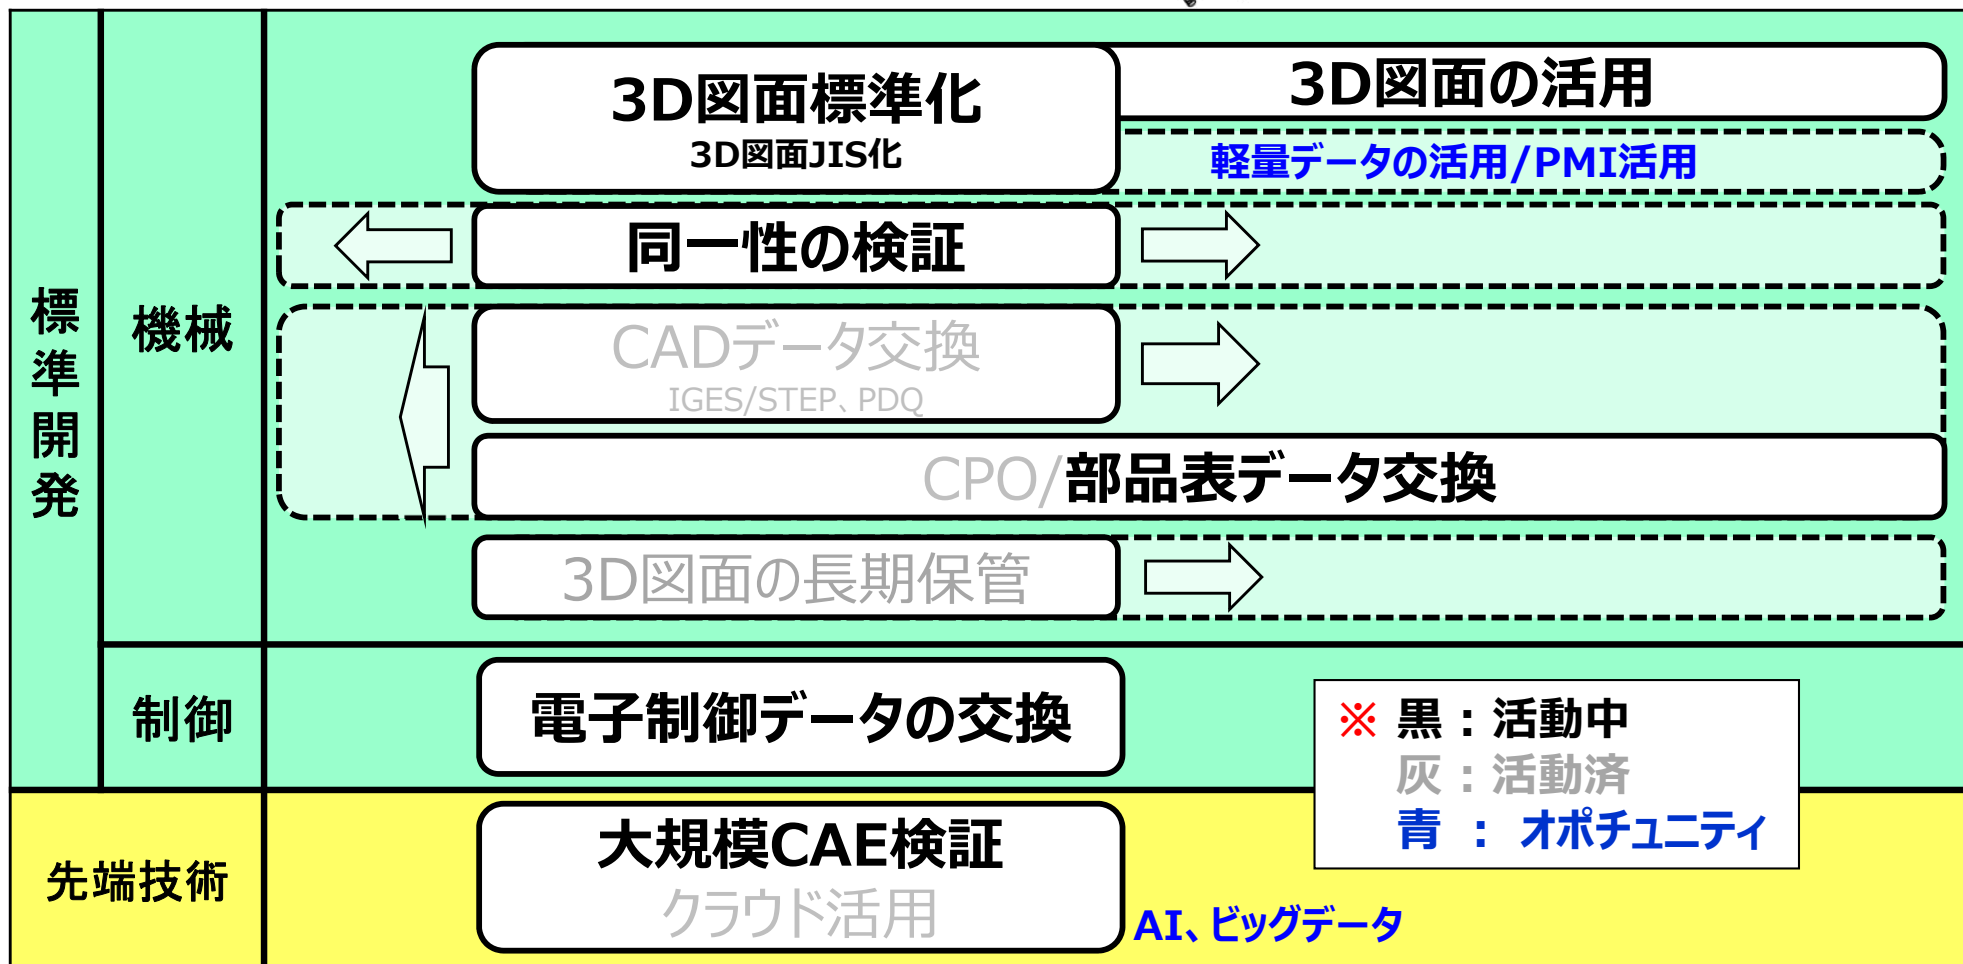 標準開発
機械
3D図面標準化
3D図面JIS化
3D図面の活用
軽量データの活用/PMI活用
同一性の検証
CADデータ交換
IGES/STEP、PDQ
CPO/部品表データ交換
3D図面の長期保管
制御
電子制御データの交換
※ 黒：活動中
灰：活動済
青 ： オポチュニティ
先端技術
大規模CAE検証
クラウド活用
AI、ビッグデータ